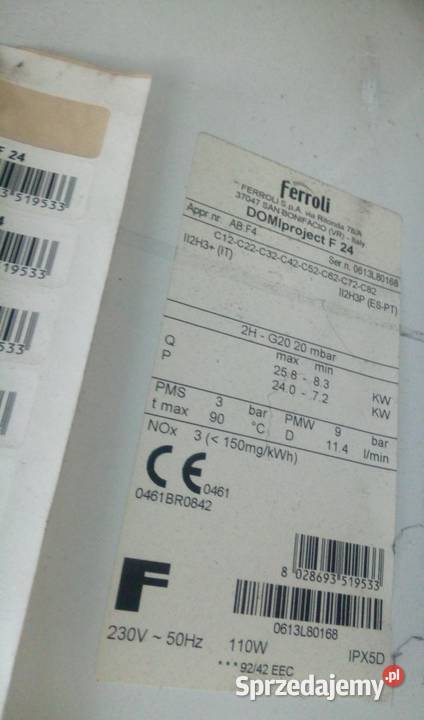 F 24
3 519533
4
519533
533
Ferroli
FERROLI S.p.A. via Ritonda 78/A
37047 SAN BONIFACIO (VR) - Italy
DOMIproject F 24
Appr nr. AB:F4 Ser n. 0613L80168
C12-C22-C32-C42-C52-C62-C72-C82
II2H3+ (IT) II2H3P (ES-PT)
2H - G20 20 mbar
max min
Q 25.8 - 8.3 KW
P 24.0 - 7.2 KW
PMS 3 bar PMW 9 bar
t max 90 °C D 11.4 l/min
NOx 3 (< 150mg/kWh)
CE 0461
0461BR0842
8 028693 519533
F
0613L80168
230V ~ 50Hz 110W IPX5D
*** 92/42 EEC
Sprzedajemy.pl